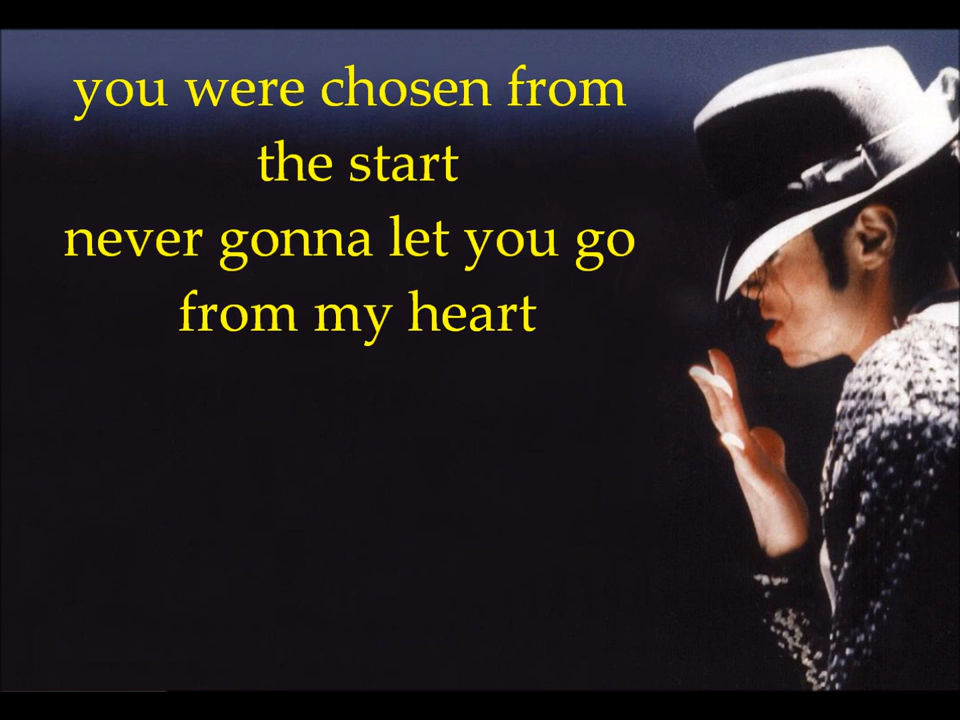 you were chosen from
the start
never gonna let you go
from my heart